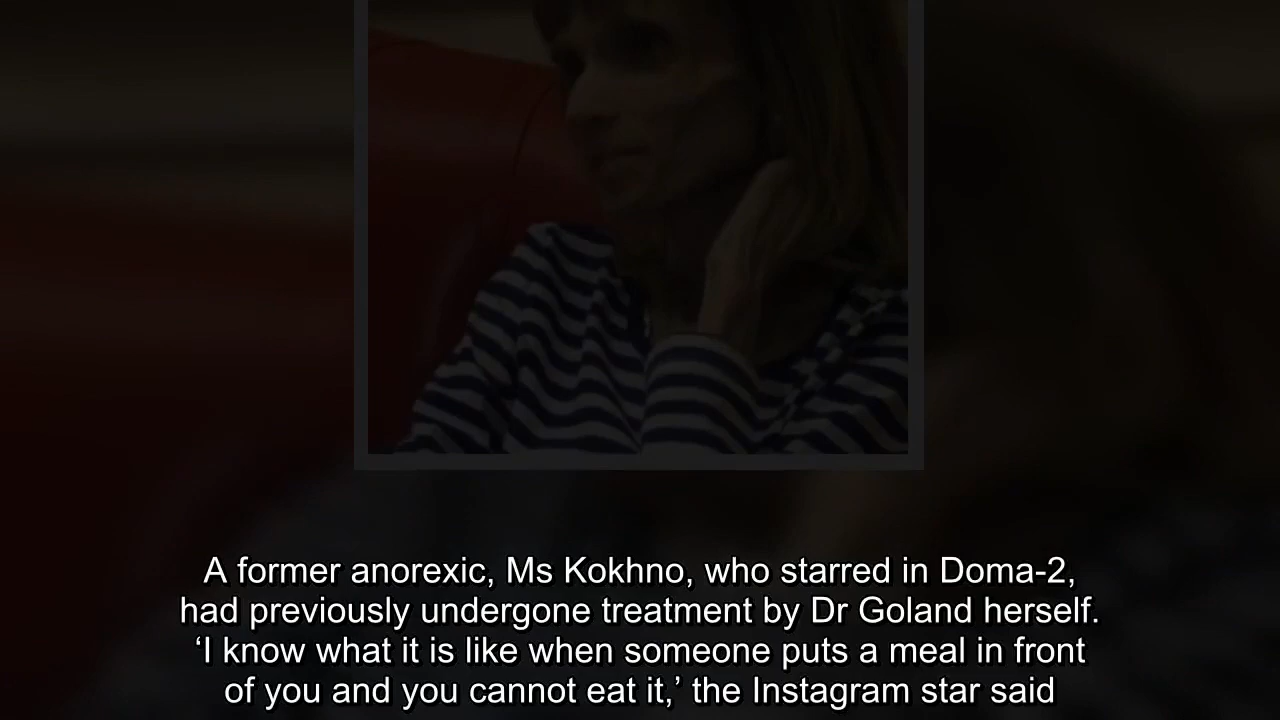 A former anorexic, Ms Kokhno, who starred in Doma-2,
had previously undergone treatment by Dr Goland herself.
‘I know what it is like when someone puts a meal in front
of you and you cannot eat it,’ the Instagram star said